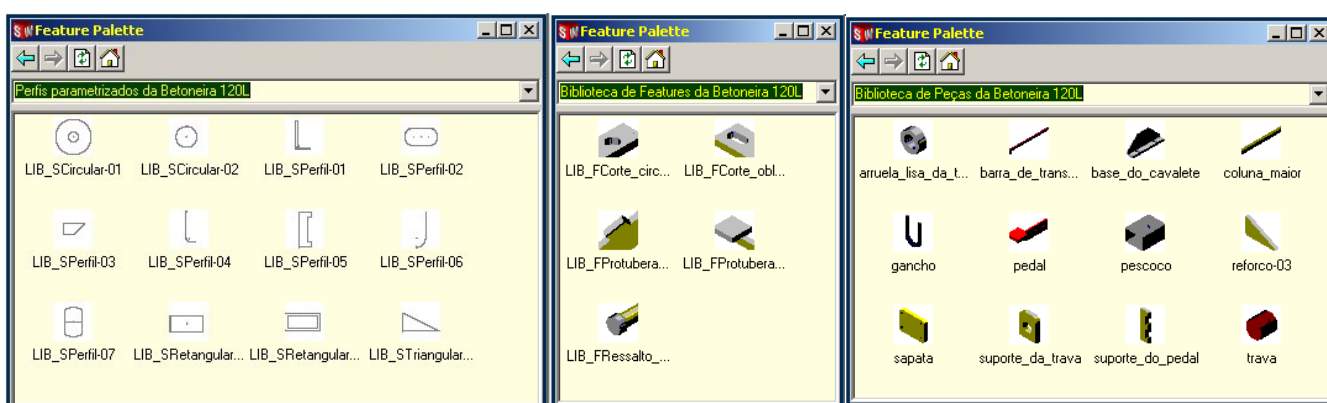 Feature Palette
Perfis parametrizados da Betoneira 120L
LIB_SCircular-01 LIB_SCircular-02 LIB_SPerfil-01 LIB_SPerfil-02
LIB_SPerfil-03 LIB_SPerfil-04 LIB_SPerfil-05 LIB_SPerfil-06
LIB_SPerfil-07 LIB_SRetangular... LIB_SRetangular... LIB_STriangular...
Feature Palette
Biblioteca de Features da Betoneira 120L
LIB_FCorte_circ... LIB_FCorte_obl...
LIB_FProtubera... LIB_FProtubera...
LIB_FRessalto_...
Feature Palette
Biblioteca de Peças da Betoneira 120L
arruela_lisa_da_t... barra_de_trans... base_do_cavalete coluna_maior
gancho pedal pescoco reforco-03
sapata suporte_da_trava suporte_do_pedal trava